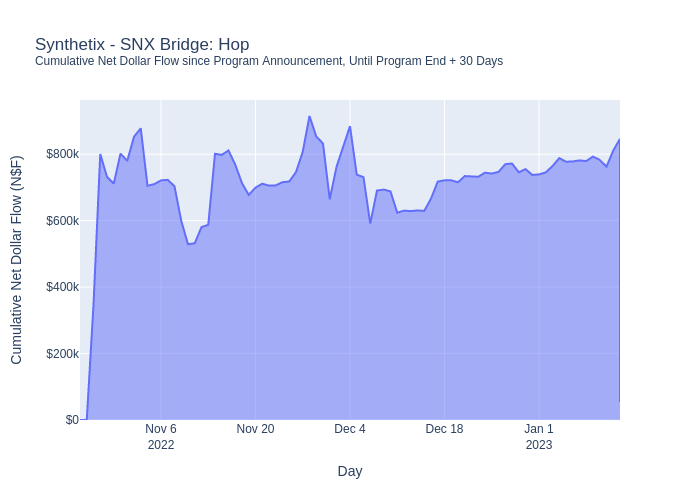 Synthetix - SNX Bridge: Hop
Cumulative Net Dollar Flow since Program Announcement, Until Program End + 30 Days
Cumulative Net Dollar Flow (N$F)
$800k
$600k
$400k
$200k
$0
Nov 6
2022
Nov 20
Dec 4
Dec 18
Jan 1
2023
Day